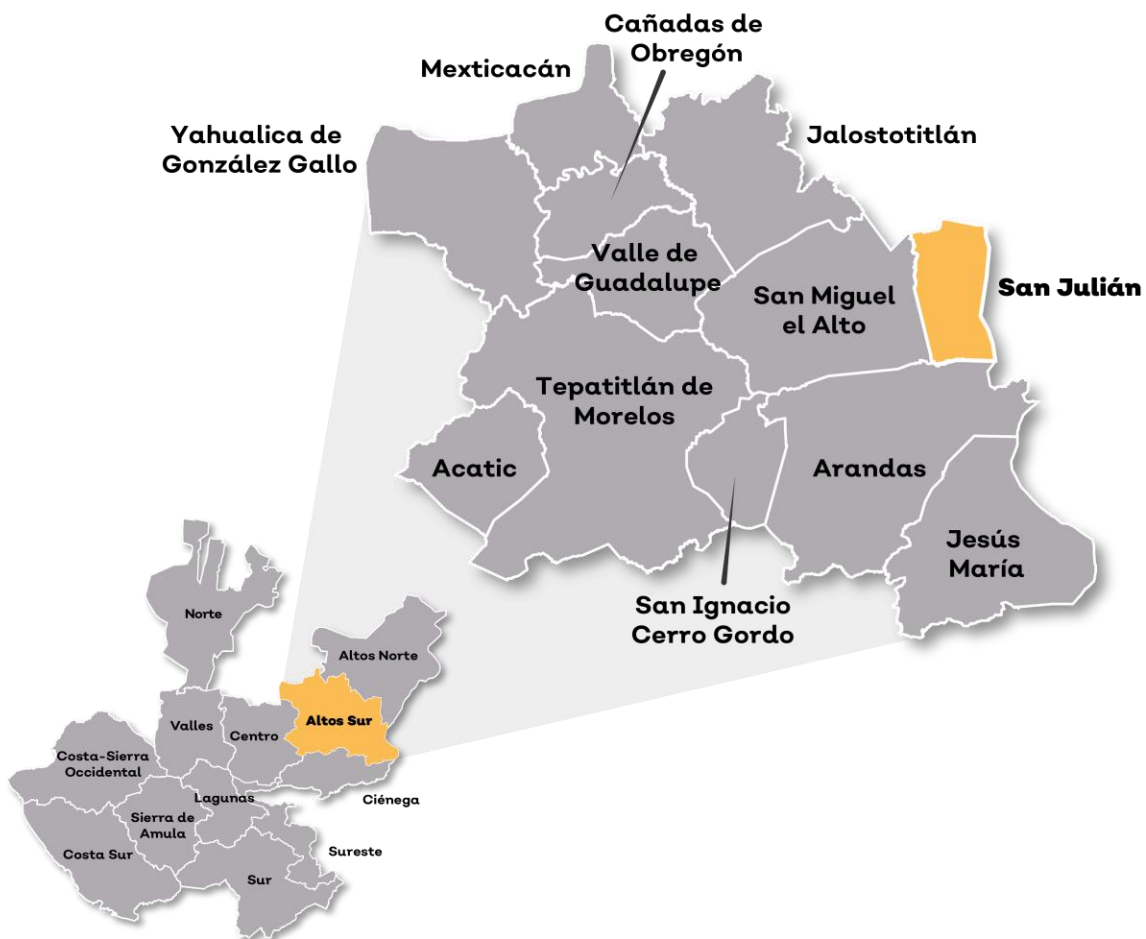 Cañadas de
Obregón
Mexticacán
Yahualica de
González Gallo
Jalostotitlán
Valle de
Guadalupe
San Miguel
el Alto
San Julián
Tepatitlán de
Morelos
Acatic
Arandas
Jesús
María
San Ignacio
Cerro Gordo
Norte
Altos Norte
Altos Sur
Valles
Centro
Costa-Sierra
Occidental
Lagunas
Ciénega
Sierra de
Amula
Sureste
Costa Sur
Sur